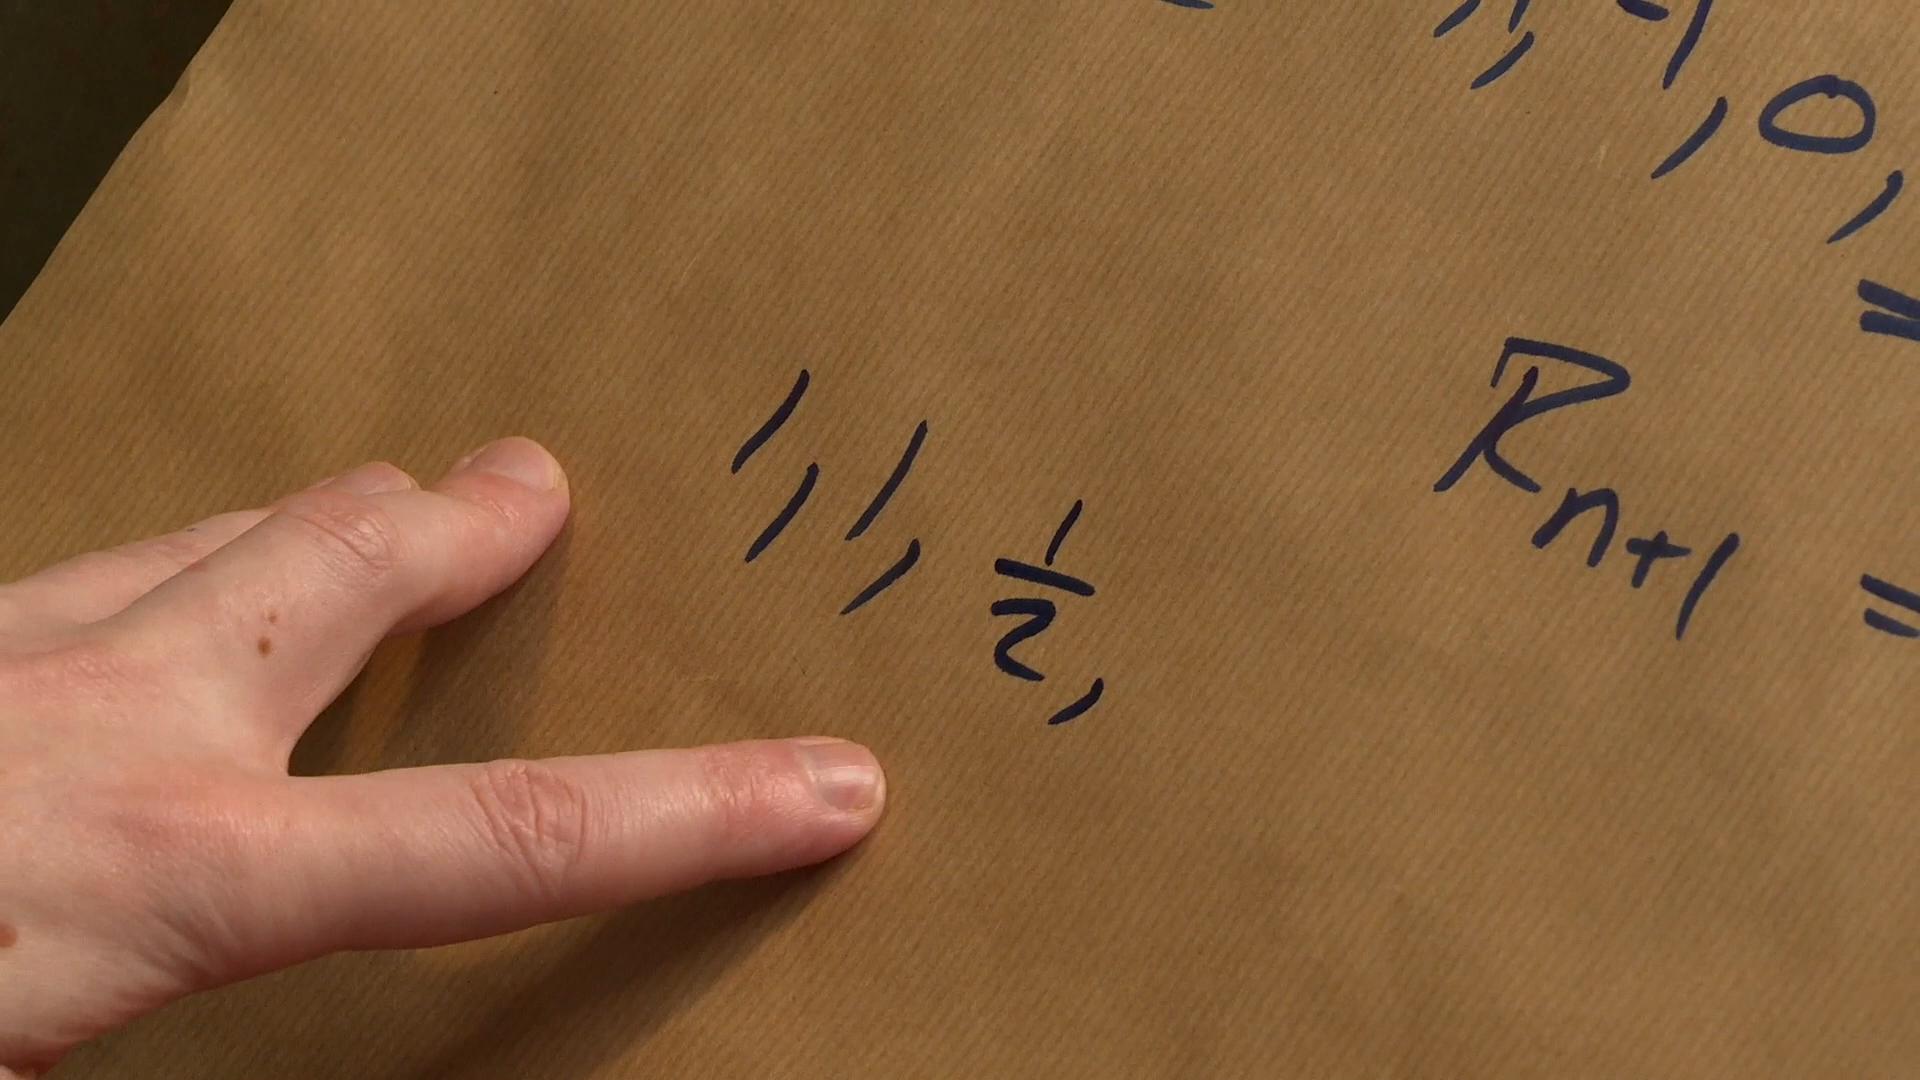 -1, 0,
=
R_{n+1} =
1, 1, 1/2,